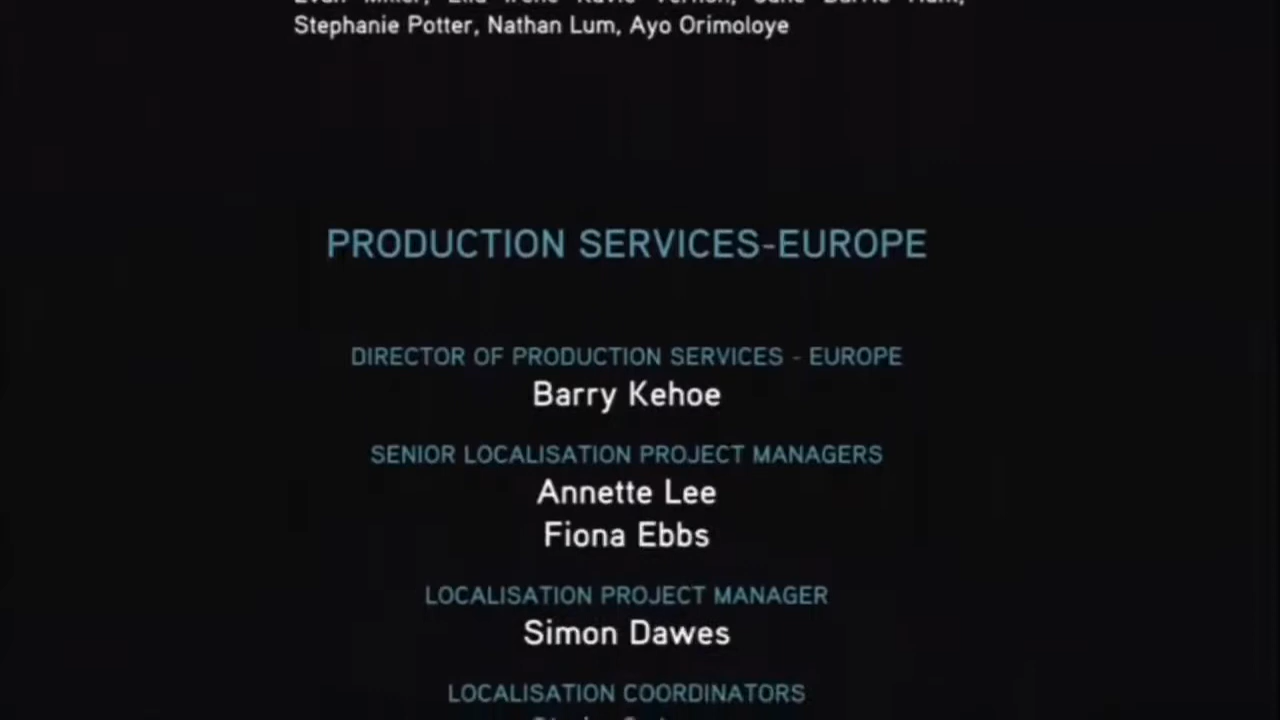 Stephanie Potter, Nathan Lum, Ayo Orimoloye
PRODUCTION SERVICES-EUROPE
DIRECTOR OF PRODUCTION SERVICES - EUROPE
Barry Kehoe
SENIOR LOCALISATION PROJECT MANAGERS
Annette Lee
Fiona Ebbs
LOCALISATION PROJECT MANAGER
Simon Dawes
LOCALISATION COORDINATORS